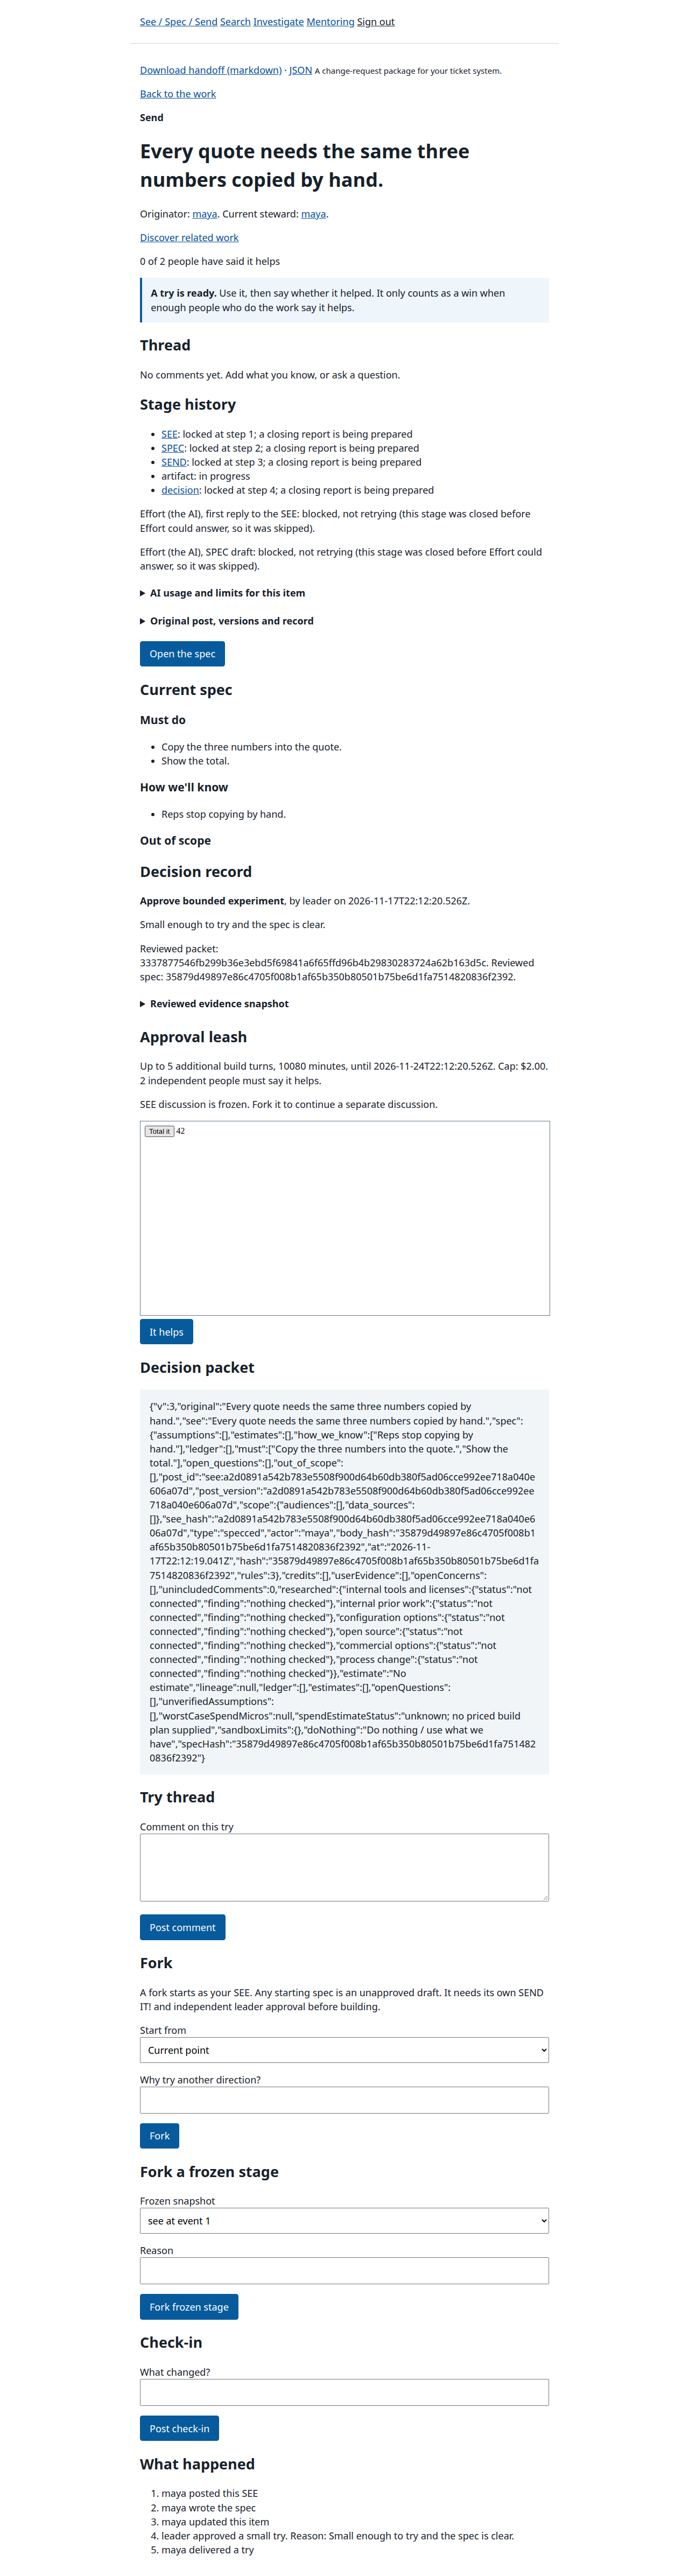 See / Spec / Send Search Investigate Mentoring Sign out
Download handoff (markdown) · JSON A change-request package for your ticket system.
Back to the work
Send
Every quote needs the same three
numbers copied by hand.
Originator: maya. Current steward: maya.
Discover related work
0 of 2 people have said it helps
A try is ready. Use it, then say whether it helped. It only counts as a win when
enough people who do the work say it helps.
Thread
No comments yet. Add what you know, or ask a question.
Stage history
SEE: locked at step 1; a closing report is being prepared
SPEC: locked at step 2; a closing report is being prepared
SEND: locked at step 3; a closing report is being prepared
artifact: in progress
decision: locked at step 4; a closing report is being prepared
Effort (the AI), first reply to the SEE: blocked, not retrying (this stage was closed before
Effort could answer, so it was skipped).
Effort (the AI), SPEC draft: blocked, not retrying (this stage was closed before Effort could
answer, so it was skipped).
AI usage and limits for this item
Original post, versions and record
Open the spec
Current spec
Must do
Copy the three numbers into the quote.
Show the total.
How we'll know
Reps stop copying by hand.
Out of scope
Decision record
Approve bounded experiment, by leader on 2026-11-17T22:12:20.526Z.
Small enough to try and the spec is clear.
Reviewed packet:
3337877546fb299b36e3ebd5f69841a6f65ffd96b4b29830283724a62b163d5c. Reviewed
spec: 35879d49897e86c4705f008b1af65b350b80501b75be6d1fa7514820836f2392.
Reviewed evidence snapshot
Approval leash
Up to 5 additional build turns, 10080 minutes, until 2026-11-24T22:12:20.526Z. Cap: $2.00.
2 independent people must say it helps.
SEE discussion is frozen. Fork it to continue a separate discussion.
Total it 42
It helps
Decision packet
{"v":3,"original":"Every quote needs the same three numbers copied by
hand.","see":"Every quote needs the same three numbers copied by hand.","spec":
{"assumptions":[],"estimates":[],"how_we_know":["Reps stop copying by
hand."],"ledger":[],"must":["Copy the three numbers into the quote.","Show the
total."],"open_questions":[],"out_of_scope":
[],"post_id":"see:a2d0891a542b783e5508f900d64b60db380f5ad06cce992ee718a040e
606a07d","post_version":"a2d0891a542b783e5508f900d64b60db380f5ad06cce992ee
718a040e606a07d","scope":{"audiences":[],"data_sources":
[]},"see_hash":"a2d0891a542b783e5508f900d64b60db380f5ad06cce992ee718a040e6
06a07d","type":"specced","actor":"maya","body_hash":"35879d49897e86c4705f008b1
af65b350b80501b75be6d1fa7514820836f2392","at":"2026-11-
17T22:12:19.041Z","hash":"35879d49897e86c4705f008b1af65b350b80501b75be6d1fa
7514820836f2392","rules":3},"credits":[],"userEvidence":[],"openConcerns":
[],"unincludedComments":0,"researched":{"internal tools and licenses":{"status":"not
connected","finding":"nothing checked"},"internal prior work":{"status":"not
connected","finding":"nothing checked"},"configuration options":{"status":"not
connected","finding":"nothing checked"},"open source":{"status":"not
connected","finding":"nothing checked"},"commercial options":{"status":"not
connected","finding":"nothing checked"},"process change":{"status":"not
connected","finding":"nothing checked"}},"estimate":"No
estimate","lineage":null,"ledger":[],"estimates":[],"openQuestions":
[],"unverifiedAssumptions":
[],"worstCaseSpendMicros":null,"spendEstimateStatus":"unknown; no priced build
plan supplied","sandboxLimits":{},"doNothing":"Do nothing / use what we
have","specHash":"35879d49897e86c4705f008b1af65b350b80501b75be6d1fa751482
0836f2392"}
Try thread
Comment on this try
Post comment
Fork
A fork starts as your SEE. Any starting spec is an unapproved draft. It needs its own SEND
IT! and independent leader approval before building.
Start from
Current point
Why try another direction?
Fork
Fork a frozen stage
Frozen snapshot
see at event 1
Reason
Fork frozen stage
Check-in
What changed?
Post check-in
What happened
1. maya posted this SEE
2. maya wrote the spec
3. maya updated this item
4. leader approved a small try. Reason: Small enough to try and the spec is clear.
5. maya delivered a try